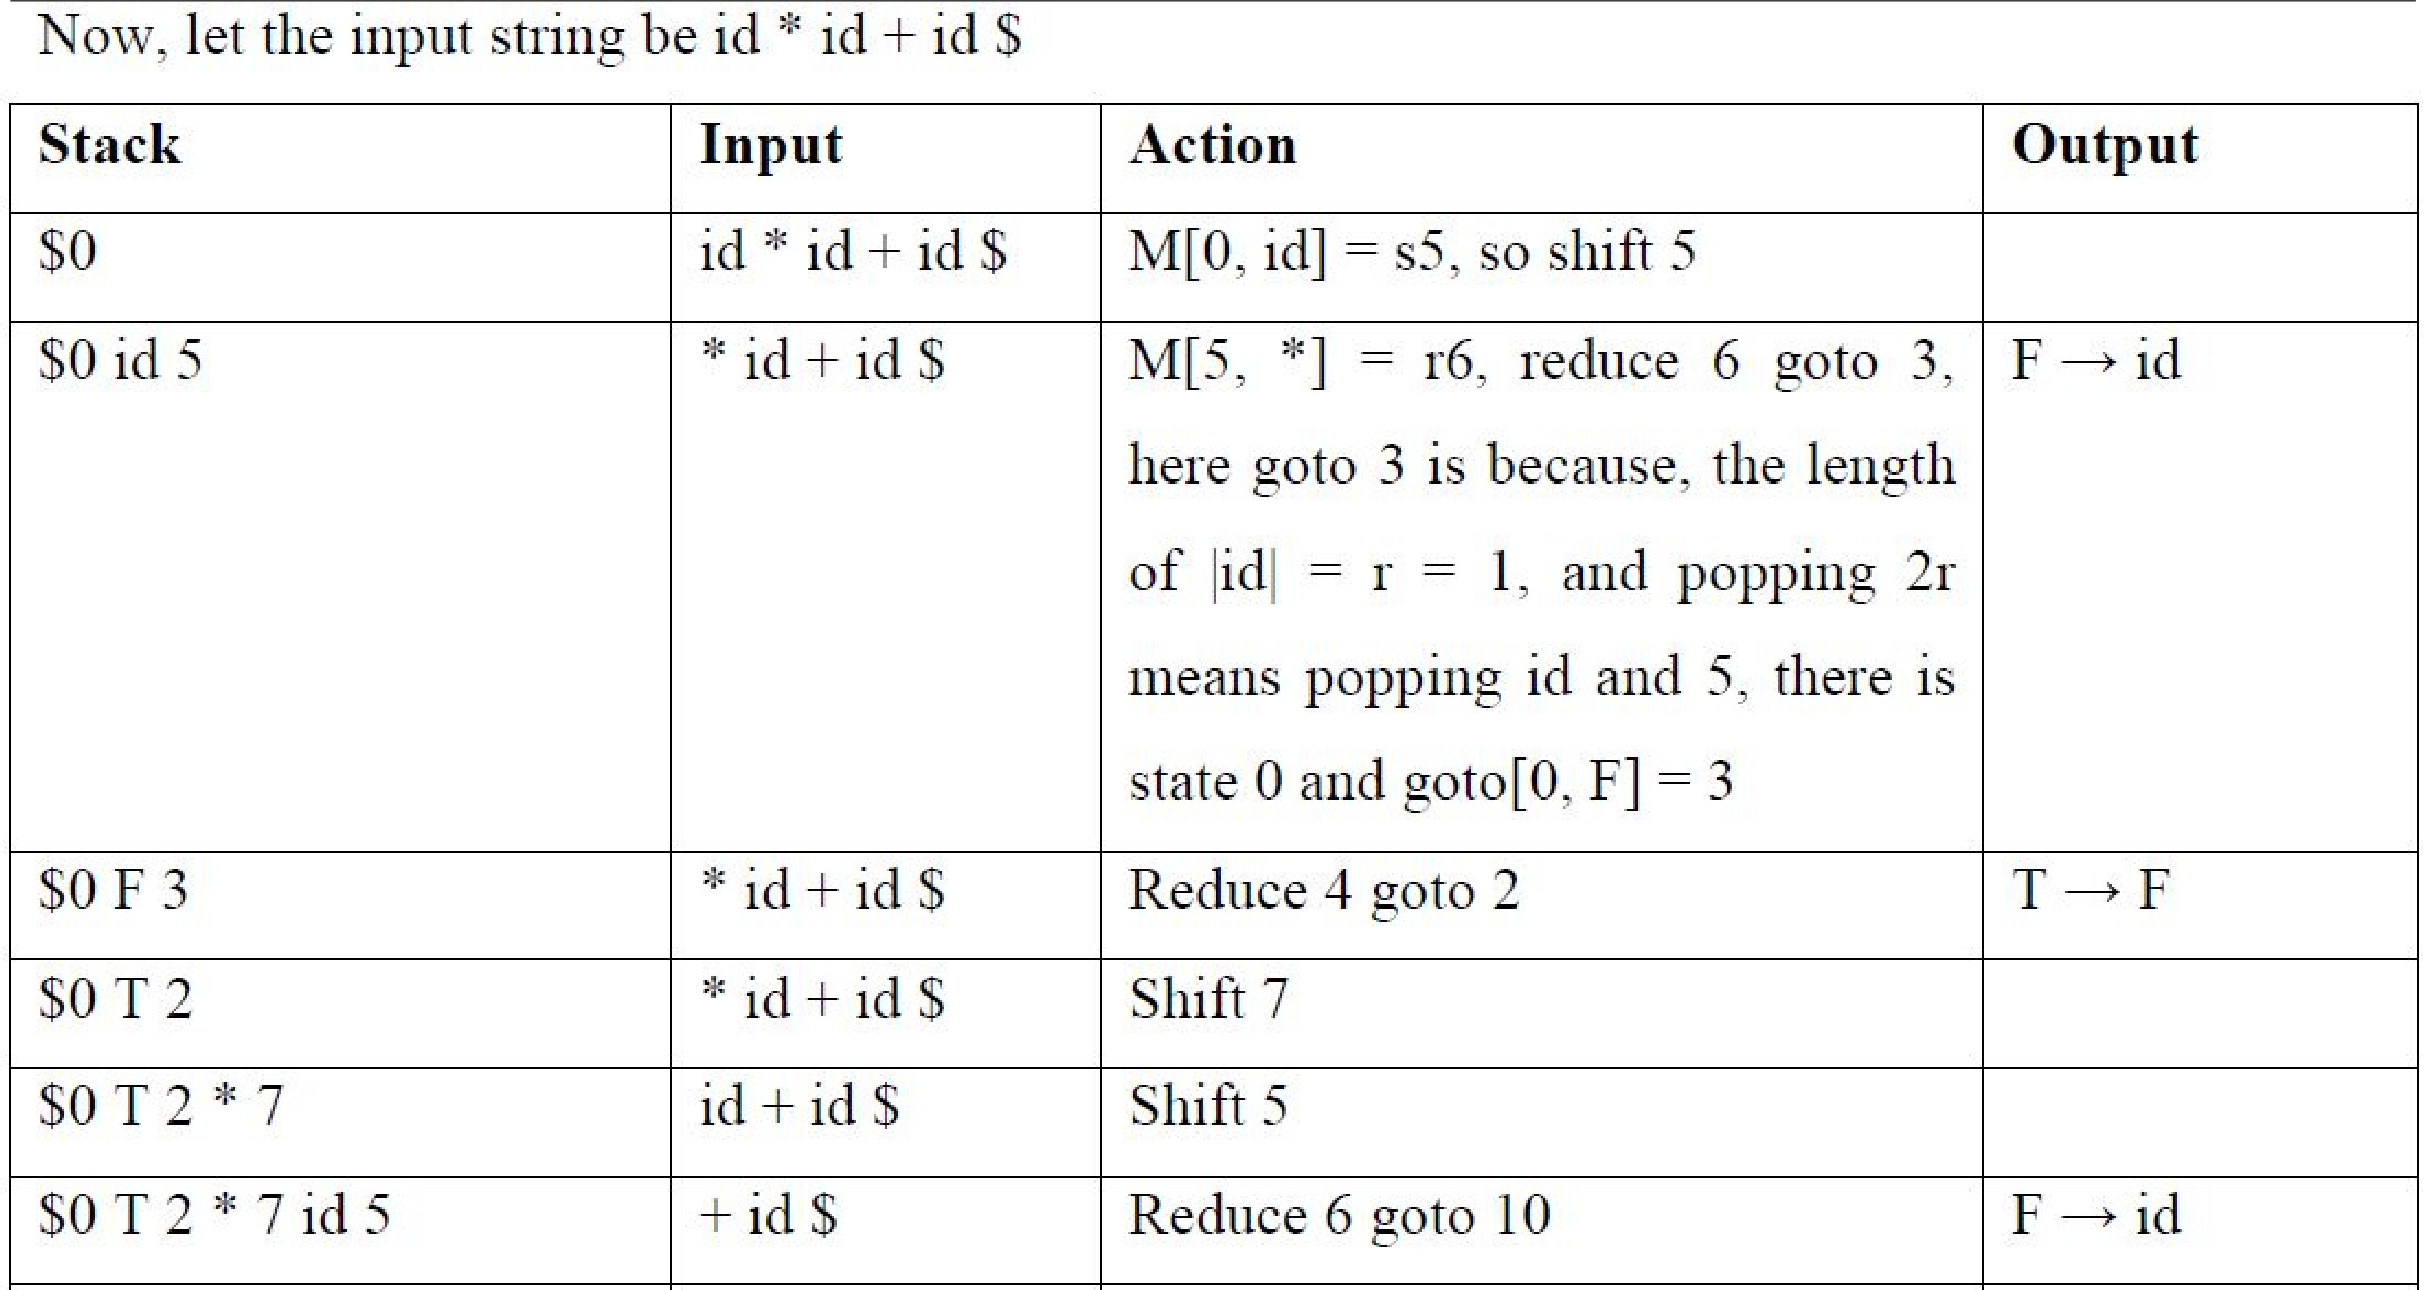 Now, let the input string be id * id + id $
Stack Input Action Output
$0 id * id + id $ M[0, id] = s5, so shift 5
$0 id 5 * id + id $ M[5, *] = r6, reduce 6 goto 3, F → id
here goto 3 is because, the length
of |id| = r = 1, and popping 2r
means popping id and 5, there is
state 0 and goto[0, F] = 3
$0 F 3 * id + id $ Reduce 4 goto 2 T → F
$0 T 2 * id + id $ Shift 7
$0 T 2 * 7 id + id $ Shift 5
$0 T 2 * 7 id 5 + id $ Reduce 6 goto 10 F → id